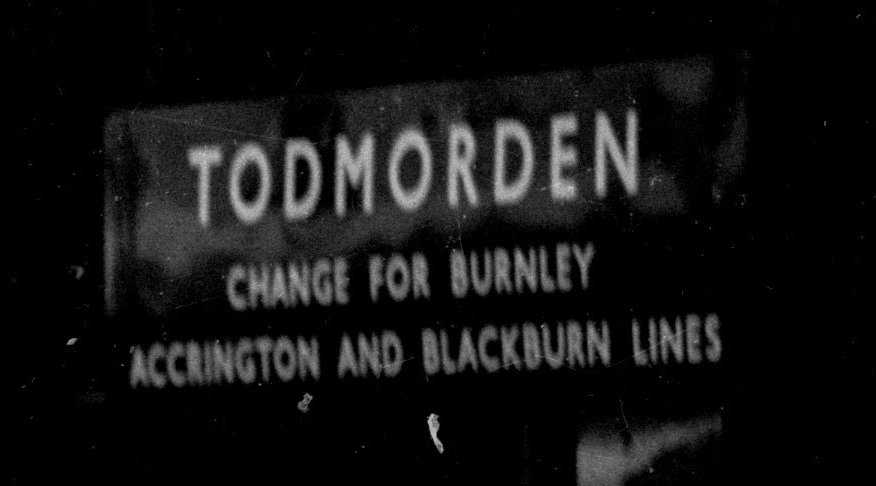 TODMORDEN
CHANGE FOR BURNLEY
ACCRINGTON AND BLACKBURN LINES